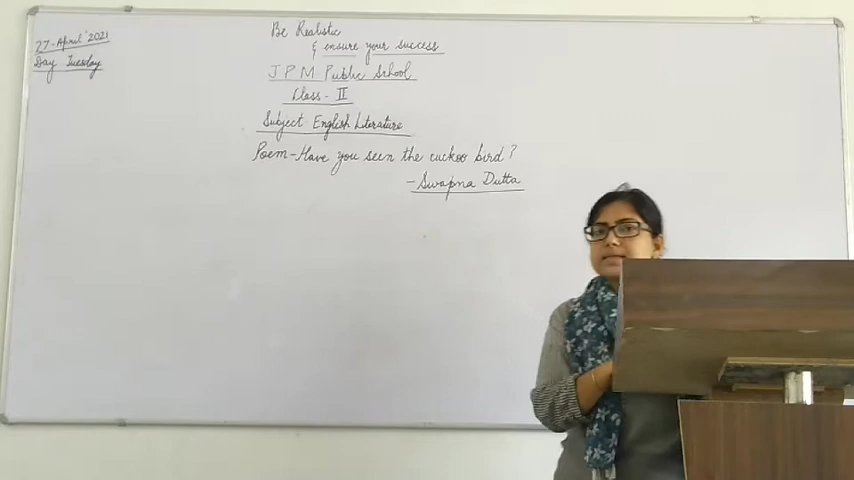 27-April'2021
Day Tuesday
Be Realistic
& ensure your success
JPM Public School
Class-II
Subject English Literature
Poem-Have you seen the cuckoo bird?
-Swapna Dutta